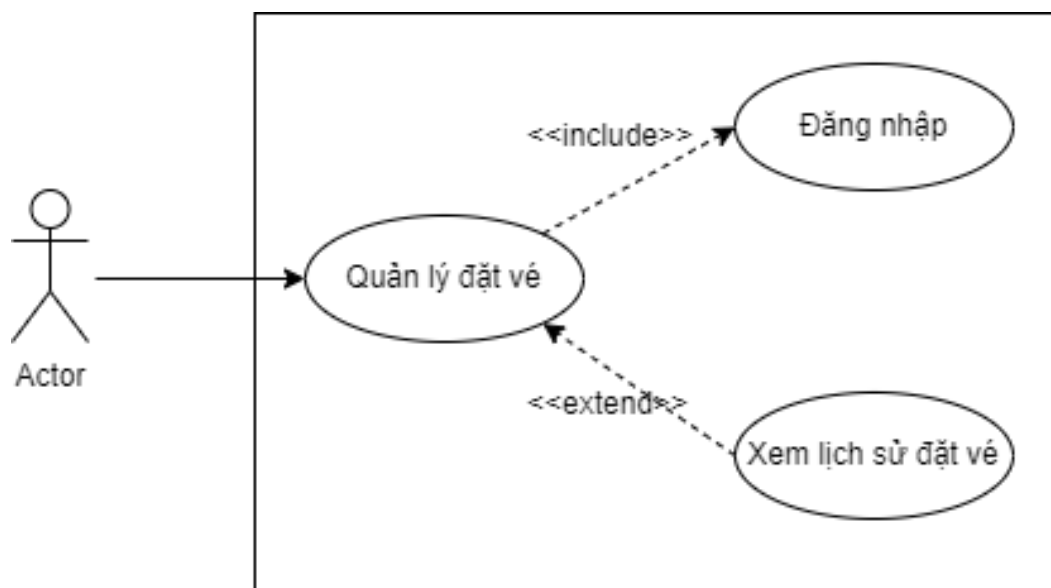 Đăng nhập
<<include>>
Quản lý đặt vé
Actor
<<extend>>
Xem lịch sử đặt vé